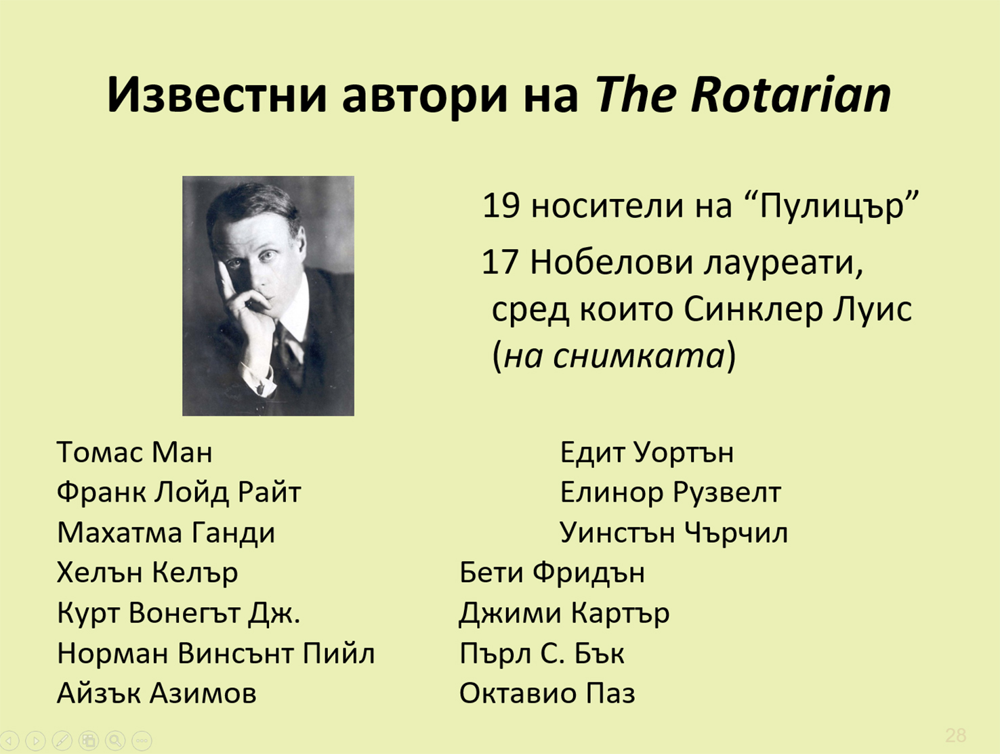 Известни автори на The Rotarian
19 носители на “Пулицър”
17 Нобелови лауреати,
сред които Синклер Луис
(на снимката)
Томас Ман Едит Уортън
Франк Лойд Райт Елинор Рузвелт
Махатма Ганди Уинстън Чърчил
Хелън Келър Бети Фридън
Курт Вонегът Дж. Джими Картър
Норман Винсънт Пийл Пърл С. Бък
Айзък Азимов Октавио Паз
28